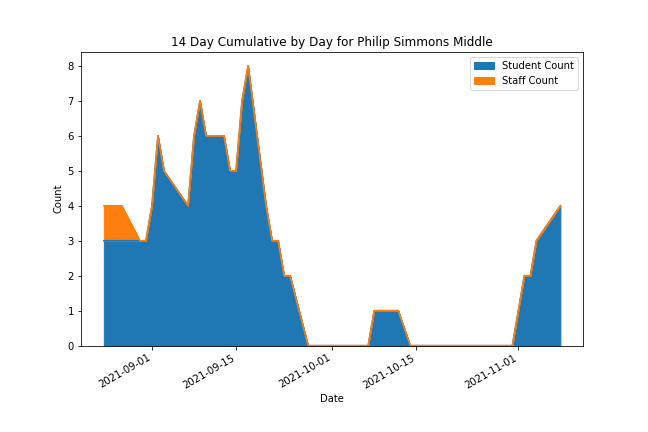 14 Day Cumulative by Day for Philip Simmons Middle
Student Count
Staff Count
8
7
6
5
4
3
2
1
0
Count
2021-09-01
2021-09-15
2021-10-01
2021-10-15
2021-11-01
Date